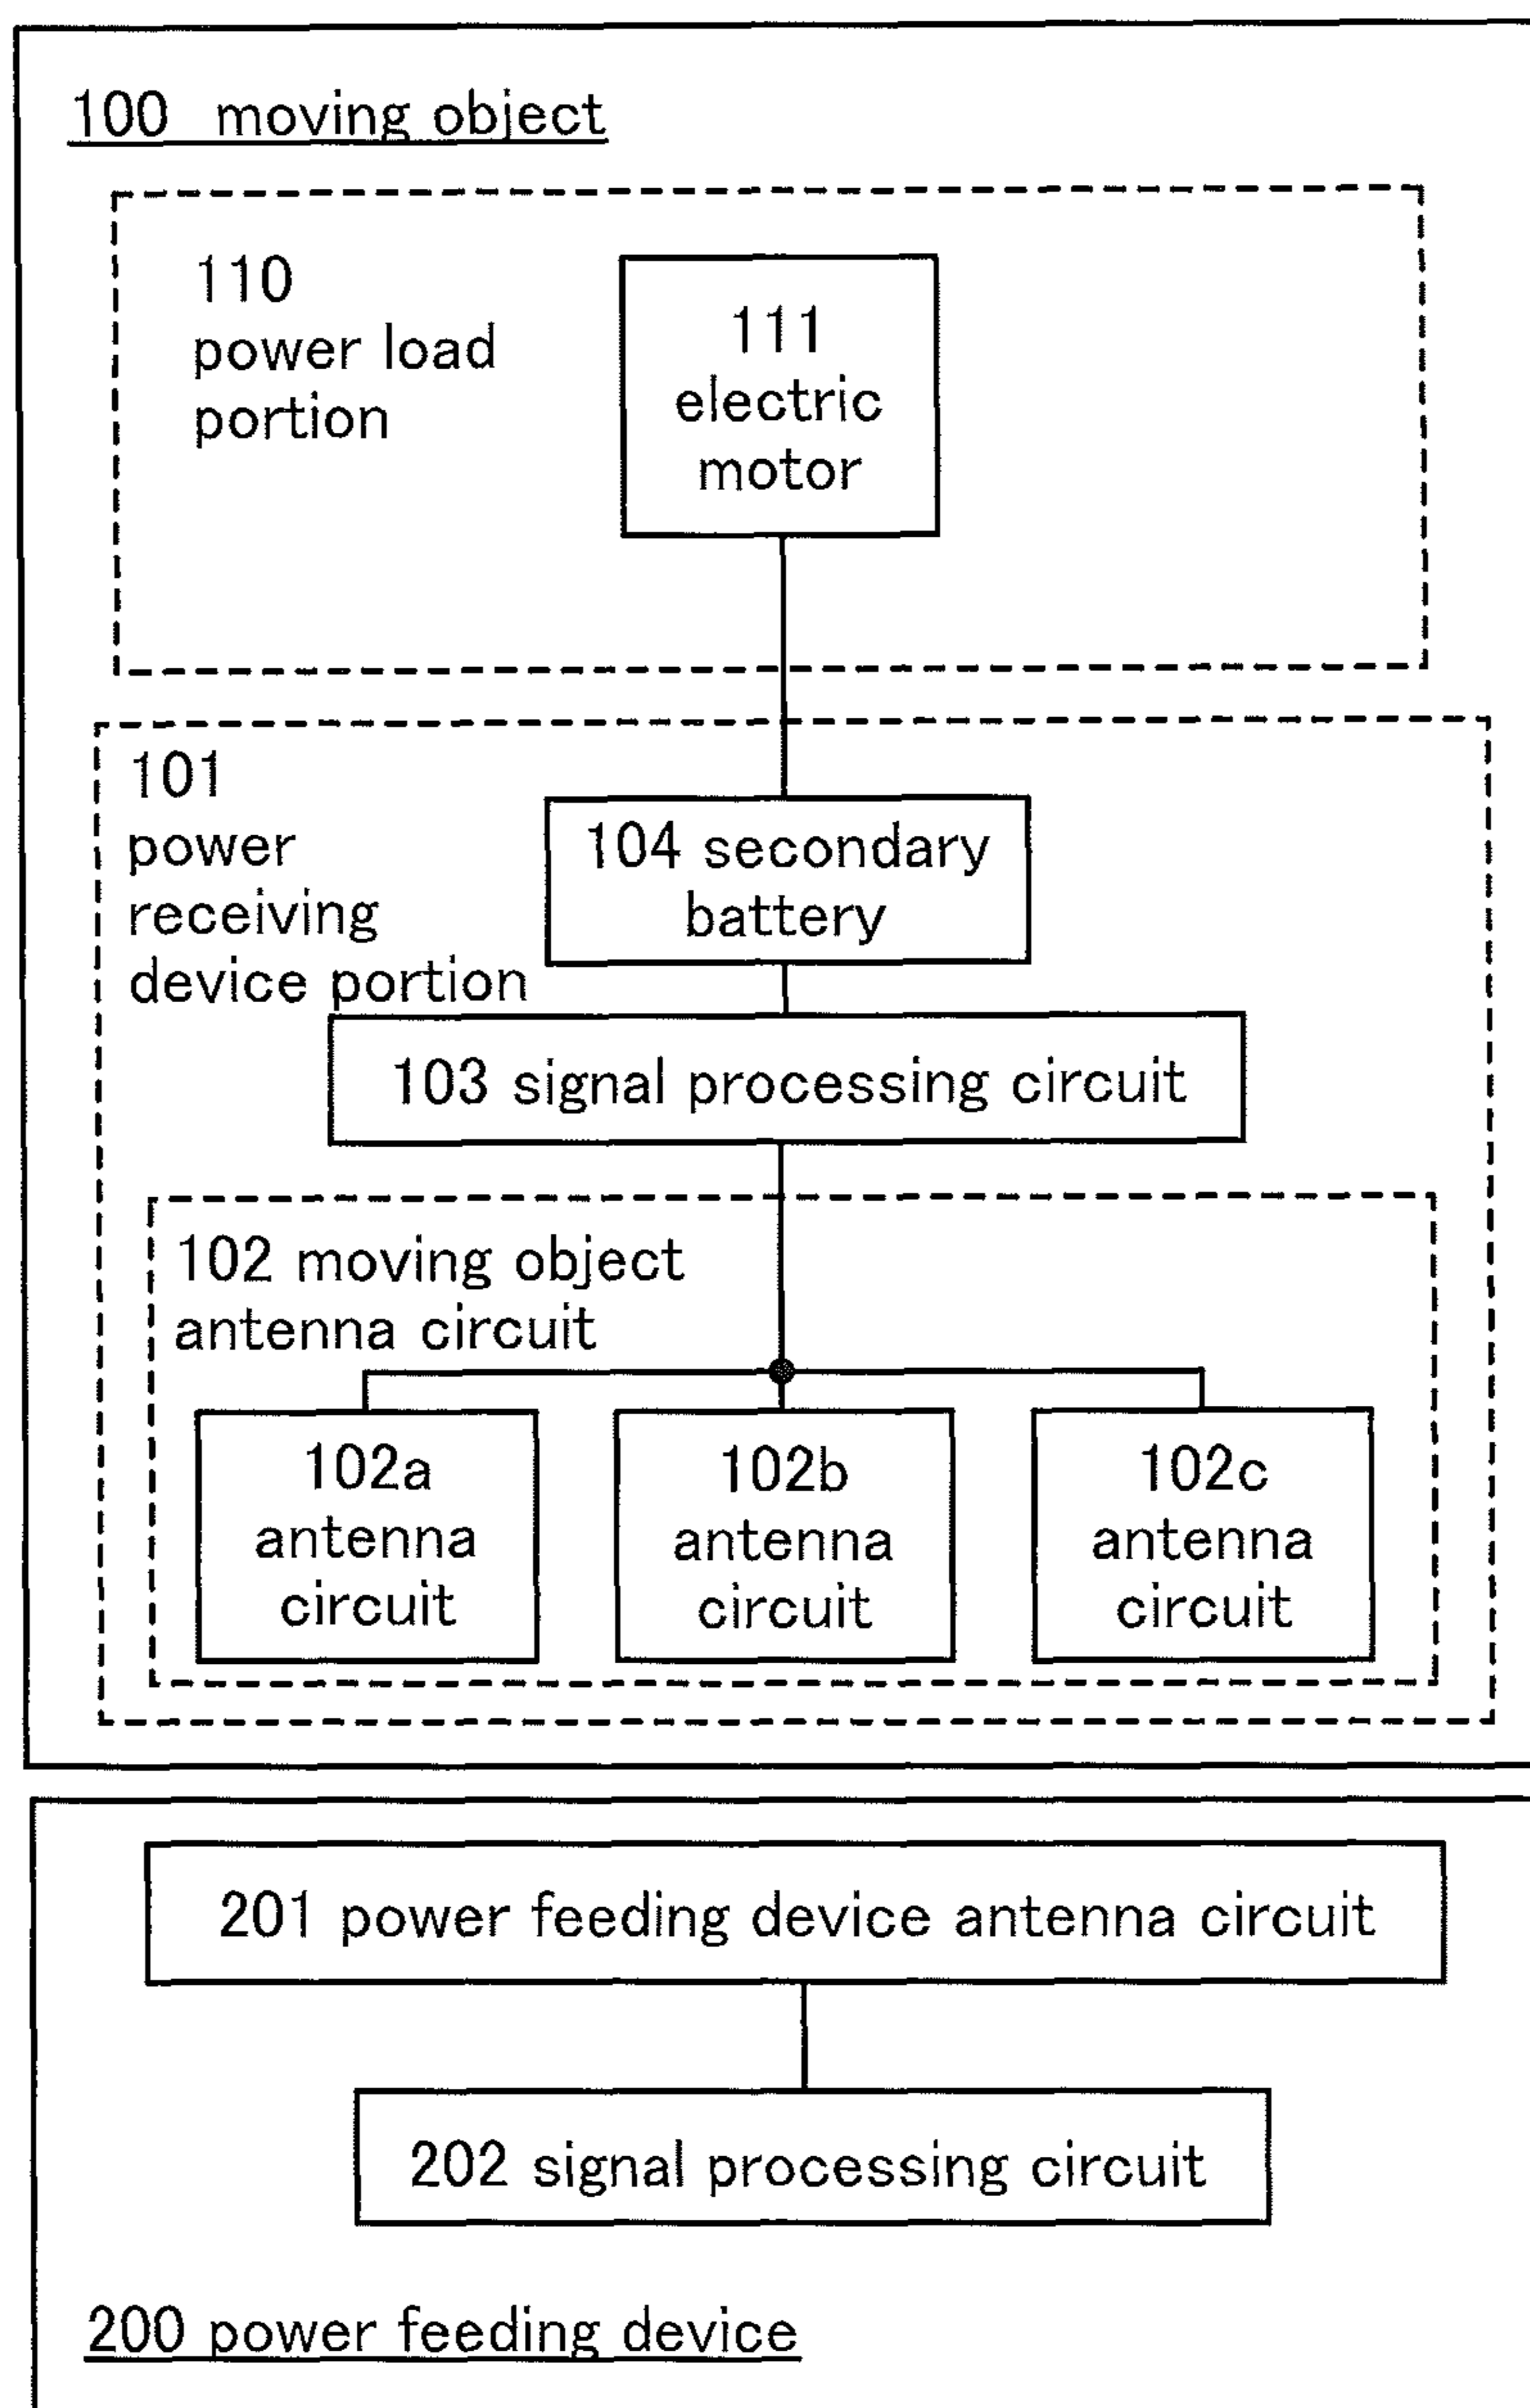 100 moving object
110
power load
portion
111
electric
motor
101
power
receiving
device portion
104 secondary
battery
103 signal processing circuit
102 moving object
antenna circuit
102a
antenna
circuit
102b
antenna
circuit
102c
antenna
circuit
201 power feeding device antenna circuit
202 signal processing circuit
200 power feeding device